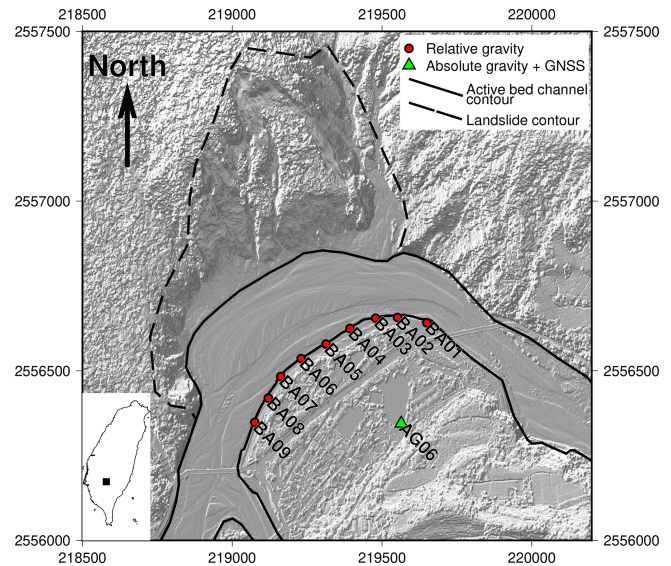 218500 219000 219500 220000
2557500 2557500
North
Relative gravity
Absolute gravity + GNSS
Active bed channel
contour
Landslide contour
2557000 2557000
BA01
BA02
BA03
BA04
BA05
BA06
BA07
BA08
BA09
AG06
2556500 2556500
2556000 2556000
218500 219000 219500 220000